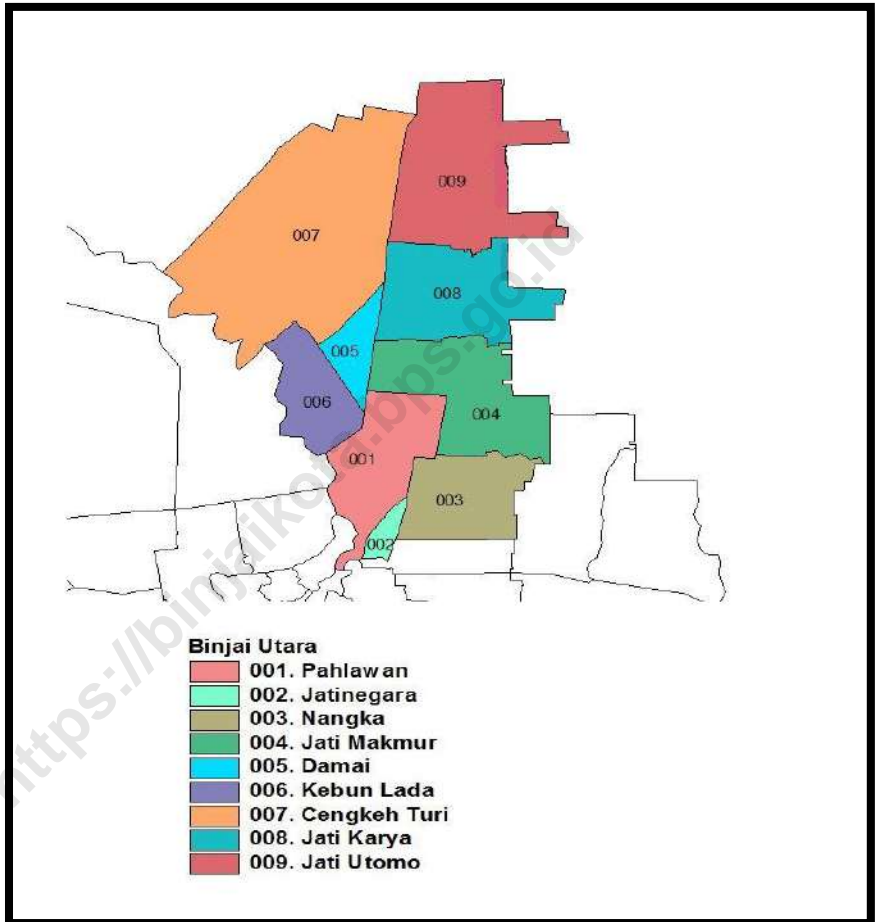 009
007
008
005
006
004
001
003
002
https://binjaikota.bps.go.id
Binjai Utara
001. Pahlawan
002. Jatinegara
003. Nangka
004. Jati Makmur
005. Damai
006. Kebun Lada
007. Cengkeh Turi
008. Jati Karya
009. Jati Utomo